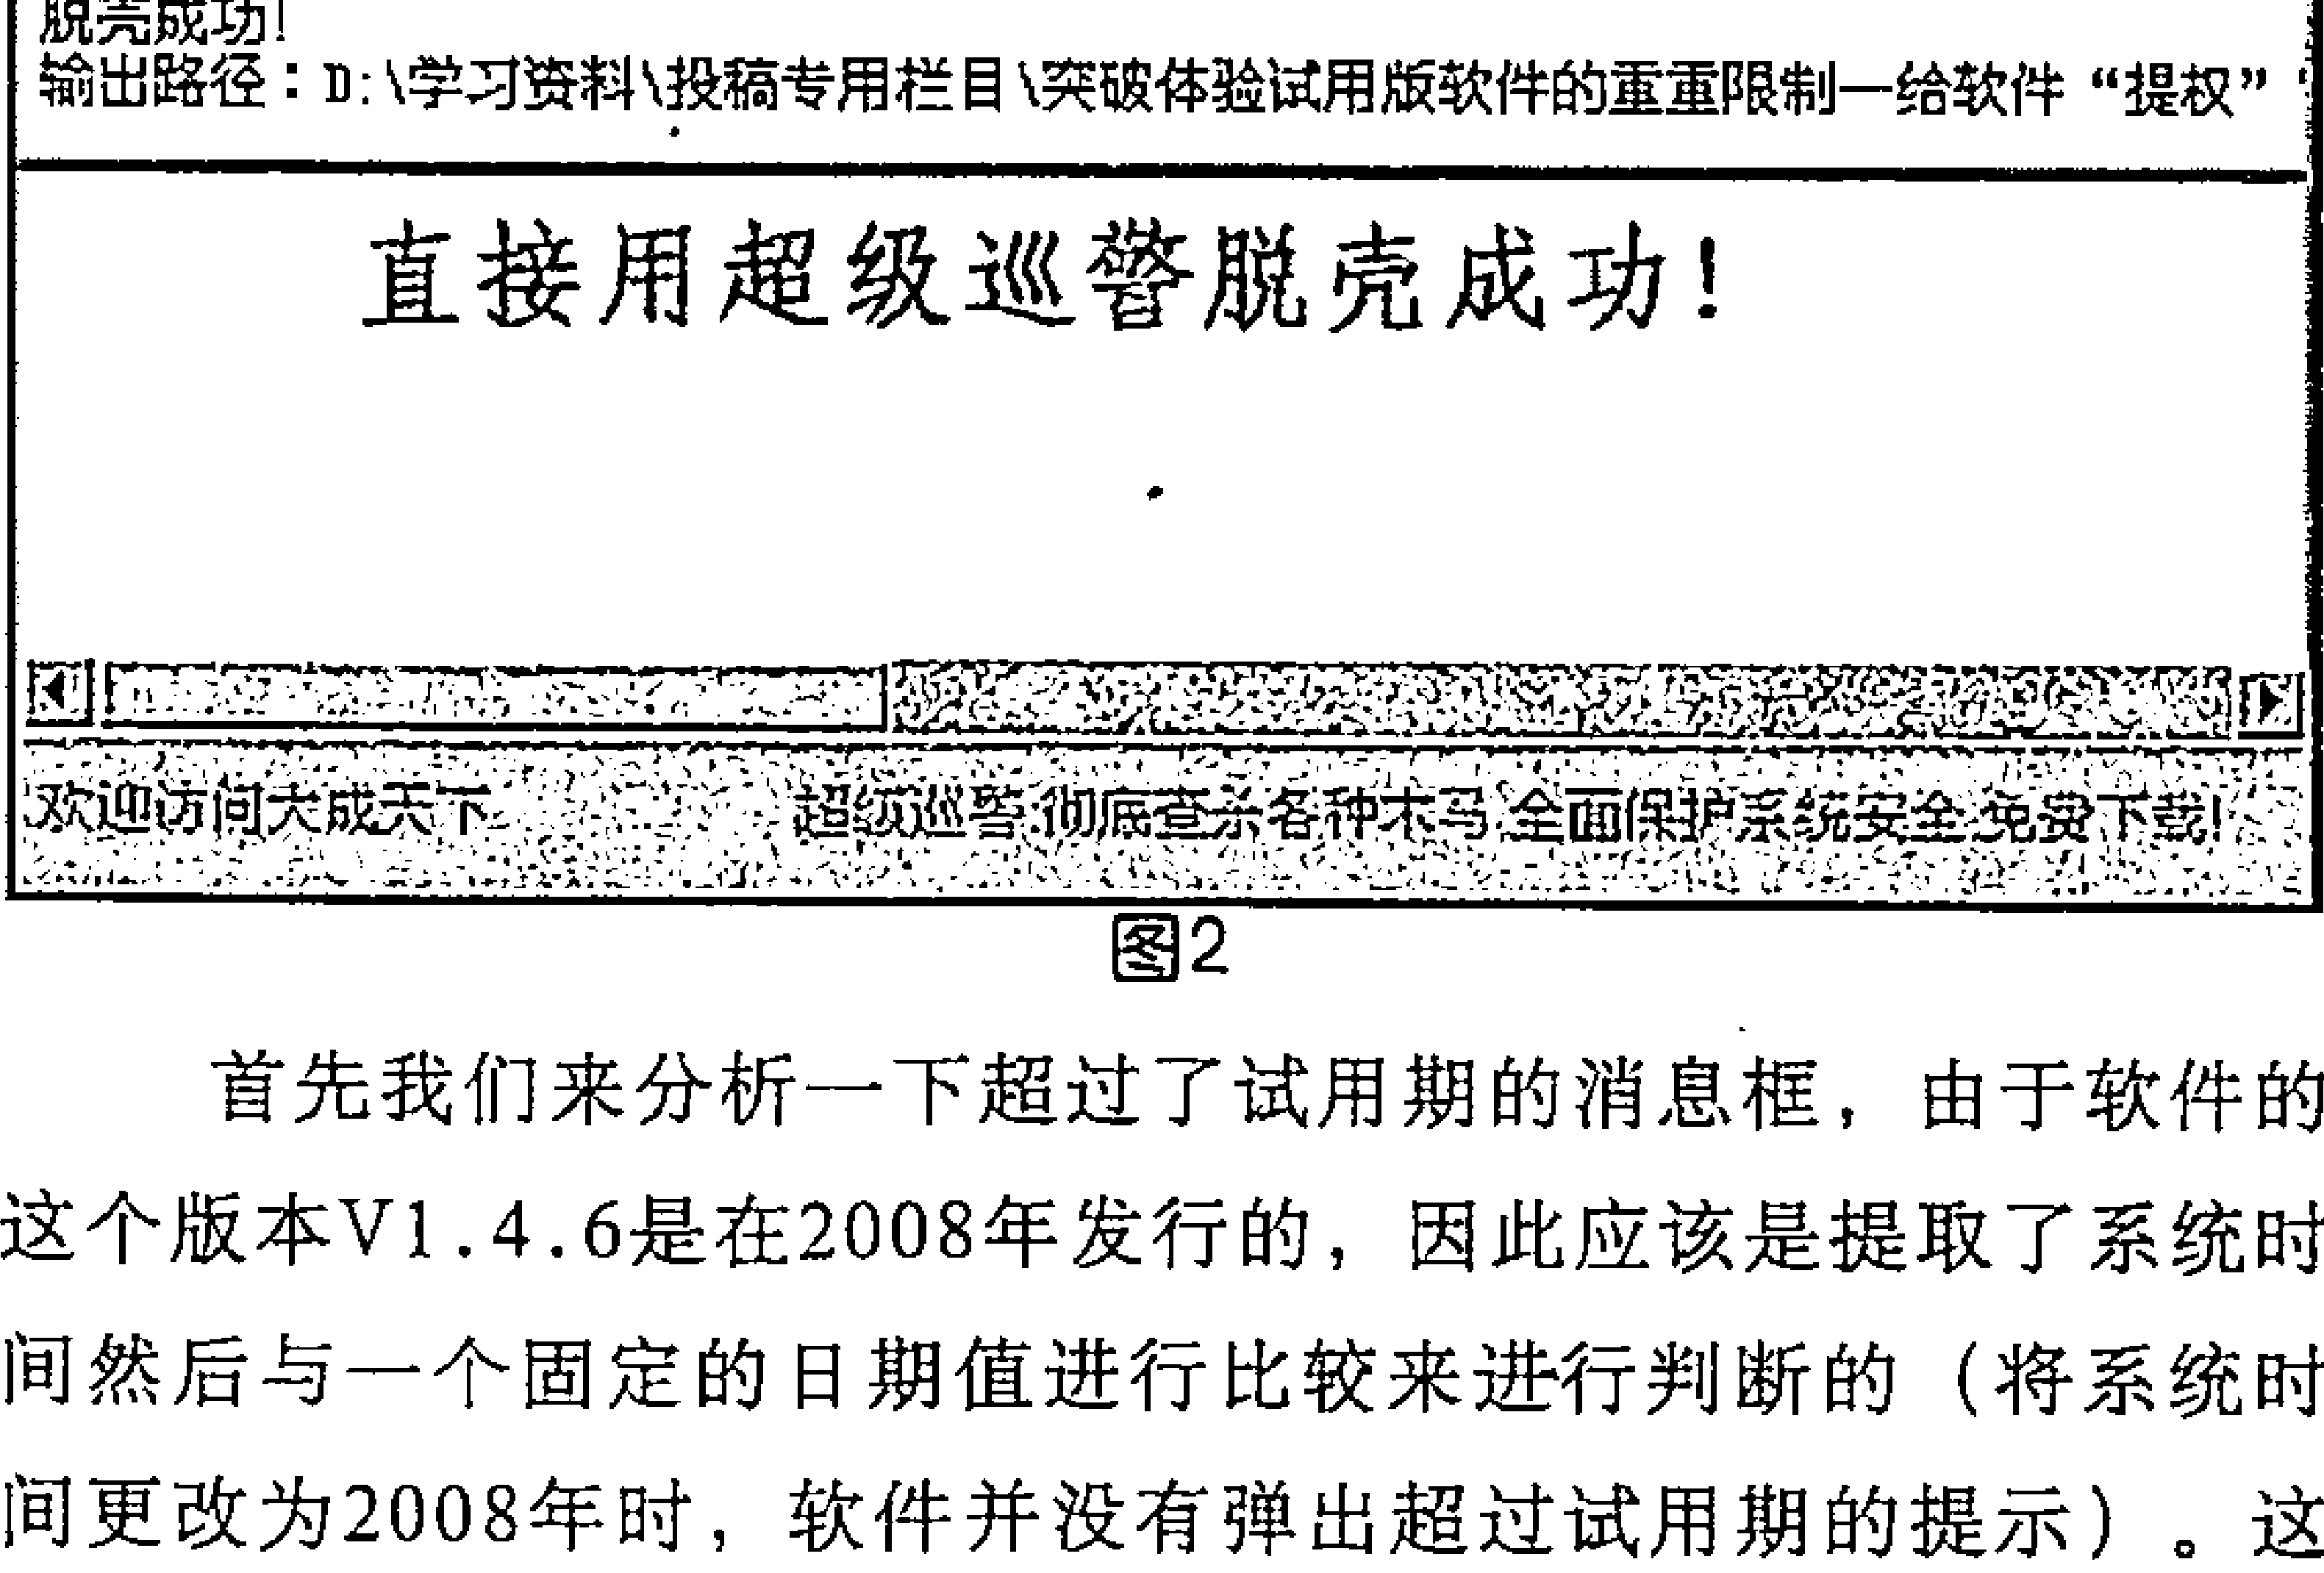 脱壳成功!
输出路径：D:\学习资料\投稿专用栏目\突破体验试用版软件的重重限制—给软件“提权”
直接用超级巡警脱壳成功！
欢迎访问大成天下 超级巡警 彻底查杀各种木马 全面保护系统安全 免费下载!
图2
首先我们来分析一下超过了试用期的消息框，由于软件的
这个版本V1.4.6是在2008年发行的，因此应该是提取了系统时
间然后与一个固定的日期值进行比较来进行判断的（将系统时
间更改为2008年时，软件并没有弹出超过试用期的提示）。这